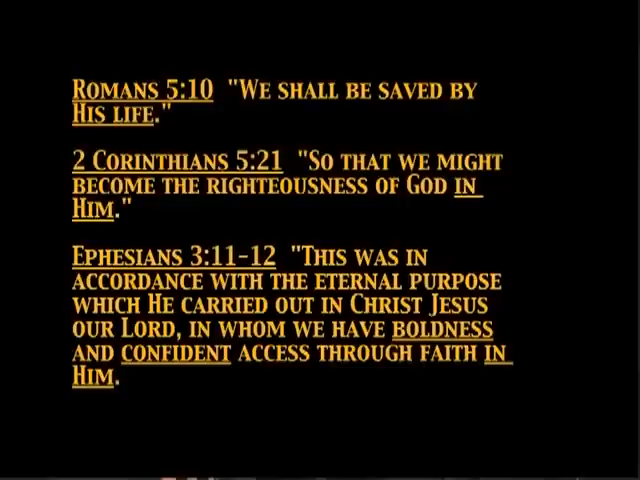 Romans 5:10 "We shall be saved by
His life."
2 Corinthians 5:21 "So that we might
become the righteousness of God in
Him."
Ephesians 3:11-12 "This was in
accordance with the eternal purpose
which He carried out in Christ Jesus
our Lord, in whom we have boldness
and confident access through faith in
Him.